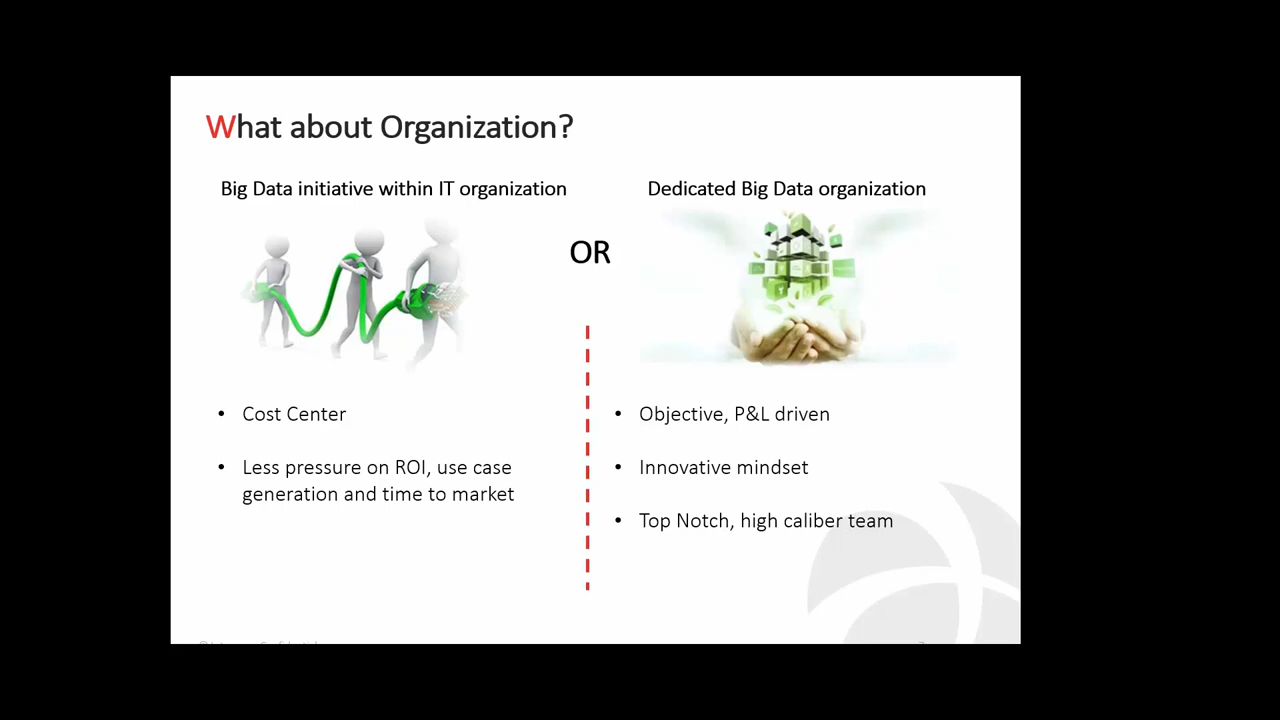 What about Organization?
Big Data initiative within IT organization
OR
Dedicated Big Data organization
• Cost Center
• Less pressure on ROI, use case
generation and time to market
• Objective, P&L driven
• Innovative mindset
• Top Notch, high caliber team